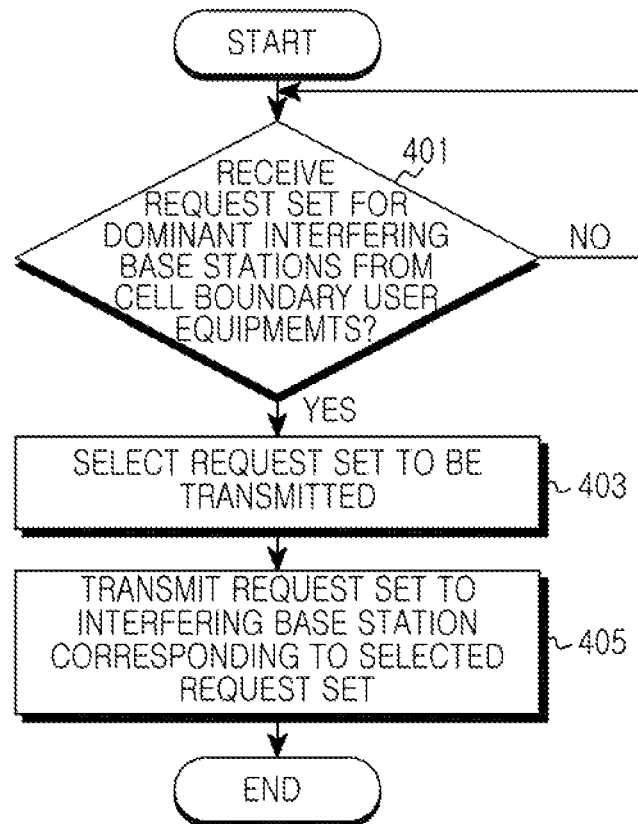 START
401
RECEIVE
REQUEST SET FOR
DOMINANT INTERFERING
BASE STATIONS FROM
CELL BOUNDARY USER
EQUIPMEMTS?
NO
YES
SELECT REQUEST SET TO BE
TRANSMITTED
403
TRANSMIT REQUEST SET TO
INTERFERING BASE STATION
CORRESPONDING TO SELECTED
REQUEST SET
405
END